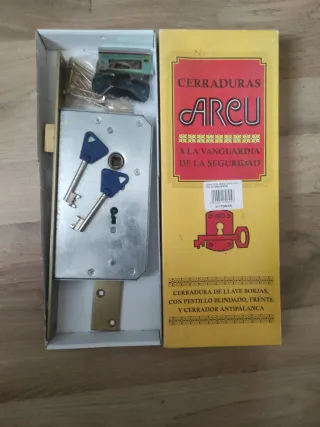 CERRADURAS
ARCU
A LA VANGUARDIA
DE LA SEGURIDAD
CERRADURA DE LLAVE BORJAS,
CON PESTILLO BLINDADO, FRENTE
Y CERRADOR ANTIPALANCA